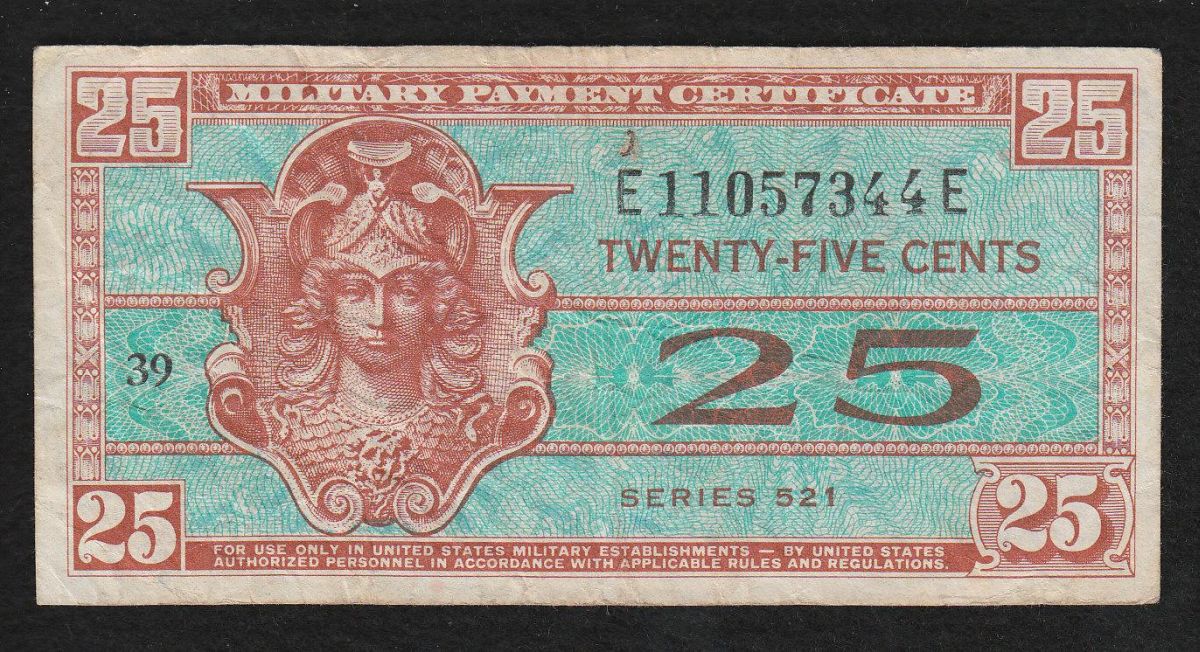 25 MILITARY PAYMENT CERTIFICATE 25
E11057344E
TWENTY-FIVE CENTS
39
25
SERIES 521
25
25
FOR USE ONLY IN UNITED STATES MILITARY ESTABLISHMENTS — BY UNITED STATES
AUTHORIZED PERSONNEL IN ACCORDANCE WITH APPLICABLE RULES AND REGULATIONS.